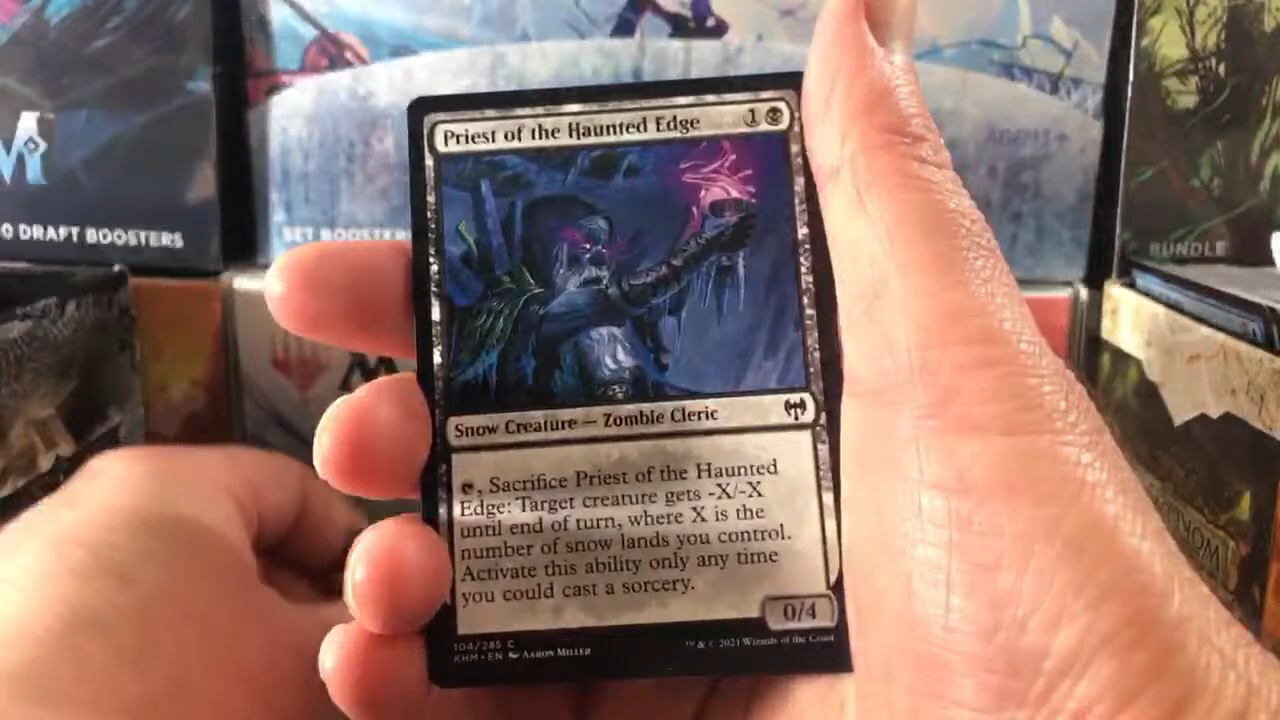 Priest of the Haunted Edge 1
Snow Creature — Zombie Cleric
, Sacrifice Priest of the Haunted
Edge: Target creature gets -X/-X
until end of turn, where X is the
number of snow lands you control.
Activate this ability only any time
you could cast a sorcery.
0/4
104/285 C
KHM • EN AARON MILLER
™ & © 2021 Wizards of the Coast
0 DRAFT BOOSTERS
SET BOOSTERS
BUNDLE
M
M